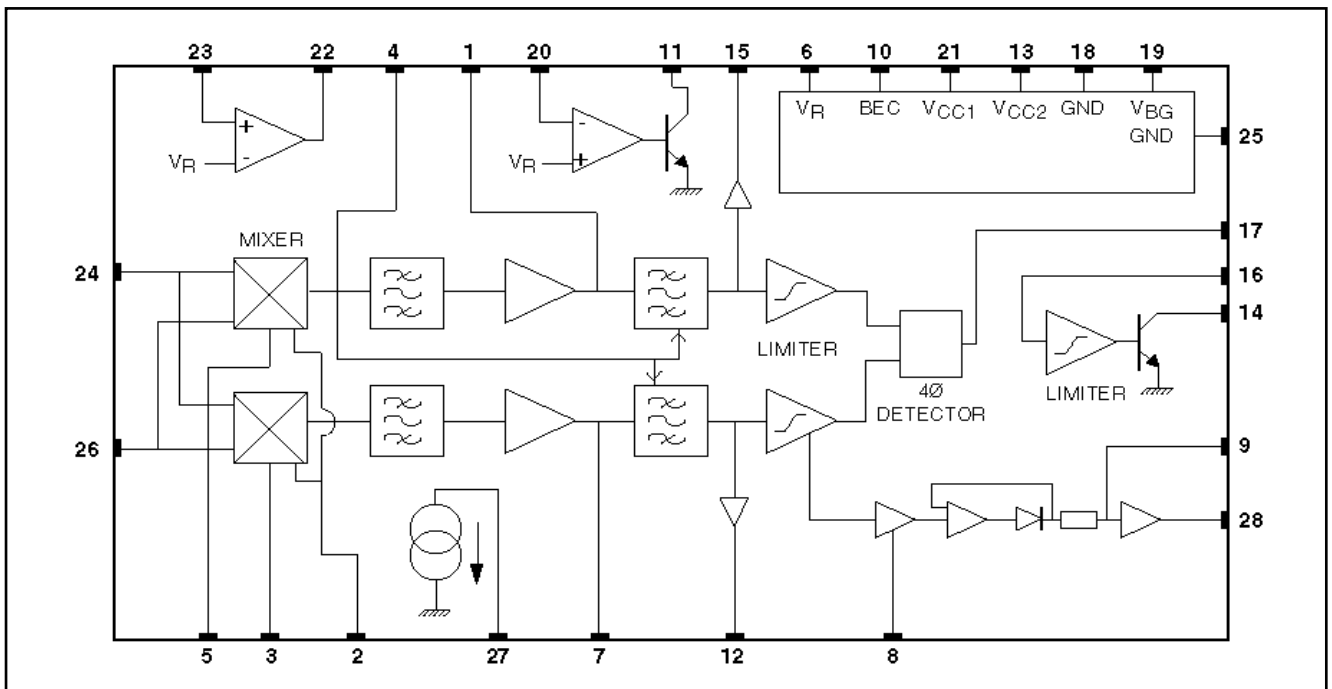 23 22 4 1 20 11 15 6 10 21 13 18 19
VR BEC VCC1 VCC2 GND VBG
GND
25
+
-
VR
-
+
VR
MIXER
24
17
16
14
LIMITER
4Ø
DETECTOR
LIMITER
26
9
28
5 3 2 27 7 12 8